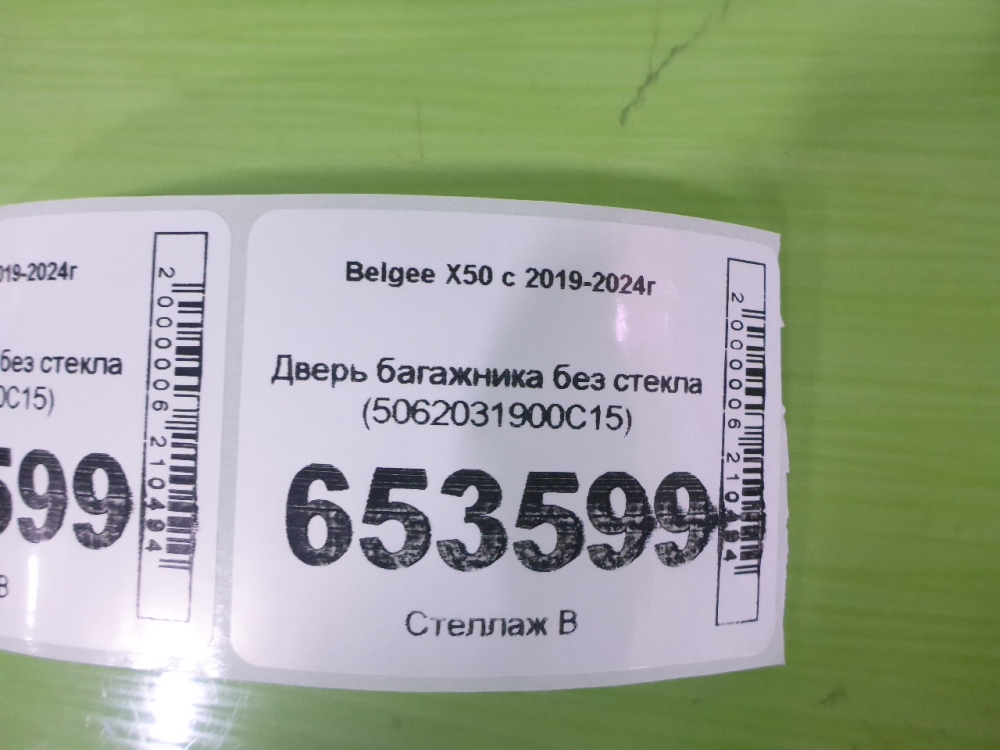 019-2024г
без стекла
0C15)
599
В
2000006210494
Belgee X50 с 2019-2024г
Дверь багажника без стекла
(5062031900C15)
653599
Стеллаж В
2000006210494